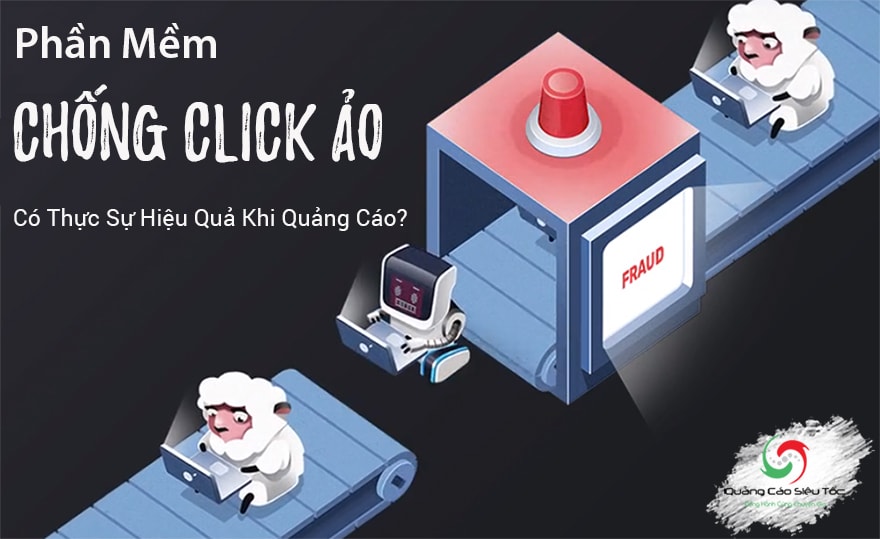 Phần Mềm
CHỐNG CLICK ẢO
Có Thực Sự Hiệu Quả Khi Quảng Cáo?
FRAUD
Quảng Cáo Siêu Tốc